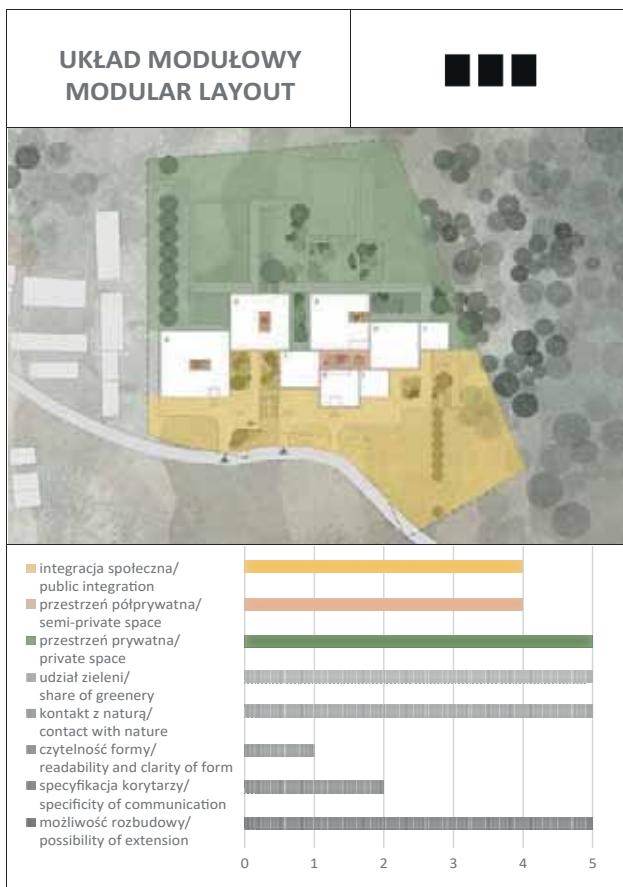 UKŁAD MODUŁOWY
MODULAR LAYOUT
integracja społeczna/
public integration
przestrzeń półprywatna/
semi-private space
przestrzeń prywatna/
private space
udział zieleni/
share of greenery
kontakt z naturą/
contact with nature
czytelność formy/
readability and clarity of form
specyfikacja korytarzy/
specificity of communication
możliwość rozbudowy/
possibility of extension
0 1 2 3 4 5